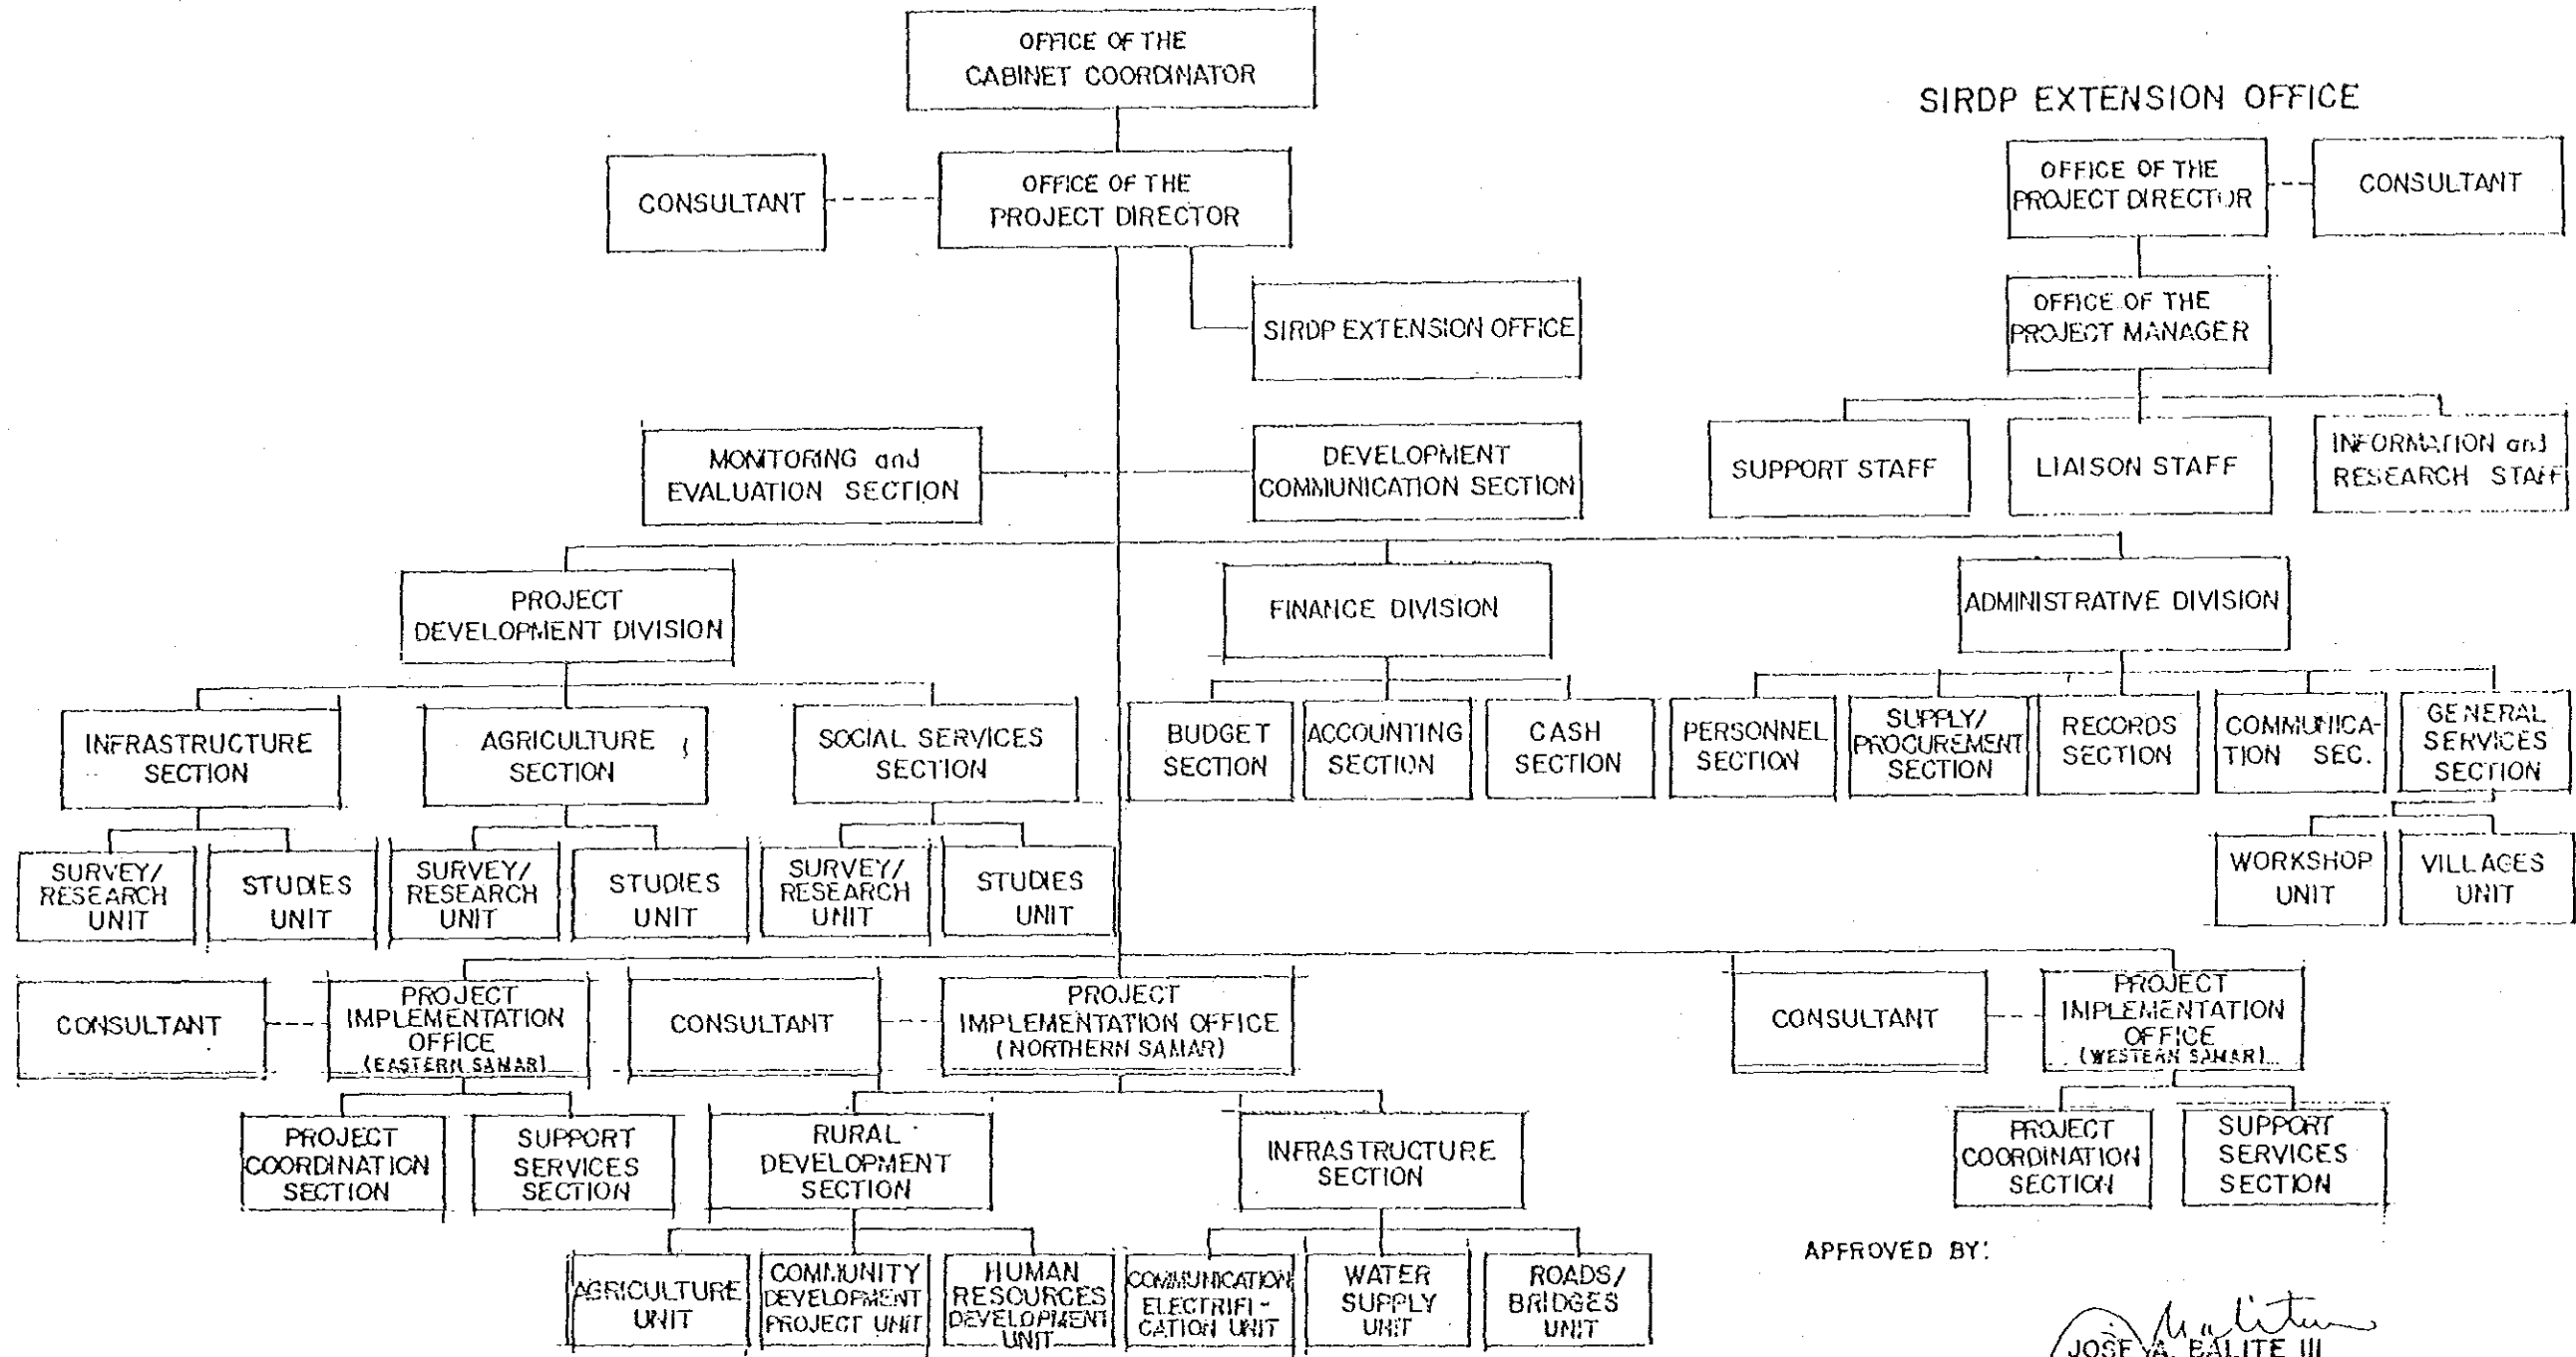 OFFICE OF THE
CABINET COORDINATOR
SIRDP EXTENSION OFFICE
CONSULTANT
OFFICE OF THE
PROJECT DIRECTOR
OFFICE OF THE
PROJECT DIRECTOR
CONSULTANT
SIRDP EXTENSION OFFICE
OFFICE OF THE
PROJECT MANAGER
MONITORING and
EVALUATION SECTION
DEVELOPMENT
COMMUNICATION SECTION
SUPPORT STAFF
LIAISON STAFF
INFORMATION and
RESEARCH STAFF
PROJECT
DEVELOPMENT DIVISION
FINANCE DIVISION
ADMINISTRATIVE DIVISION
INFRASTRUCTURE
SECTION
AGRICULTURE
SECTION
SOCIAL SERVICES
SECTION
BUDGET
SECTION
ACCOUNTING
SECTION
CASH
SECTION
PERSONNEL
SECTION
SUPPLY/
PROCUREMENT
SECTION
RECORDS
SECTION
COMMUNICA-
TION SEC.
GENERAL
SERVICES
SECTION
SURVEY/
RESEARCH
UNIT
STUDIES
UNIT
SURVEY/
RESEARCH
UNIT
STUDIES
UNIT
SURVEY/
RESEARCH
UNIT
STUDIES
UNIT
WORKSHOP
UNIT
VILLAGES
UNIT
CONSULTANT
PROJECT
IMPLEMENTATION
OFFICE
(EASTERN SAMAR)
CONSULTANT
PROJECT
IMPLEMENTATION OFFICE
(NORTHERN SAMAR)
CONSULTANT
PROJECT
IMPLEMENTATION
OFFICE
(WESTERN SAMAR)
PROJECT
COORDINATION
SECTION
SUPPORT
SERVICES
SECTION
RURAL
DEVELOPMENT
SECTION
INFRASTRUCTURE
SECTION
PROJECT
COORDINATION
SECTION
SUPPORT
SERVICES
SECTION
AGRICULTURE
UNIT
COMMUNITY
DEVELOPMENT
PROJECT UNIT
HUMAN
RESOURCES
DEVELOPMENT
UNIT
COMMUNICATION
ELECTRIFI-
CATION UNIT
WATER
SUPPLY
UNIT
ROADS/
BRIDGES
UNIT
APPROVED BY:
JOSE A. BALITE III